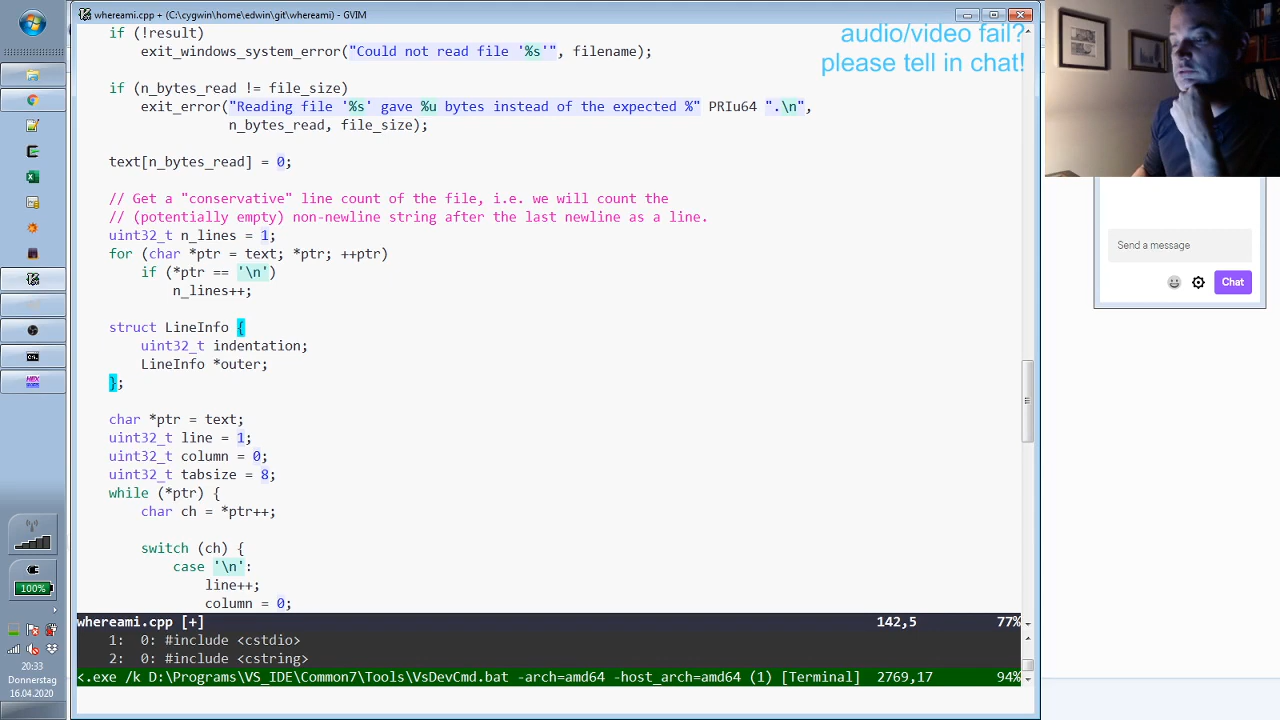 whereami.cpp + (C:\cygwin\home\edwin\git\whereami) - GVIM
audio/video fail?
please tell in chat!
if (!result)
exit_windows_system_error("Could not read file '%s'", filename);
if (n_bytes_read != file_size)
exit_error("Reading file '%s' gave %u bytes instead of the expected %" PRIu64 ".\n",
n_bytes_read, file_size);
text[n_bytes_read] = 0;
// Get a "conservative" line count of the file, i.e. we will count the
// (potentially empty) non-newline string after the last newline as a line.
uint32_t n_lines = 1;
for (char *ptr = text; *ptr; ++ptr)
if (*ptr == '\n')
n_lines++;
struct LineInfo {
uint32_t indentation;
LineInfo *outer;
};
char *ptr = text;
uint32_t line = 1;
uint32_t column = 0;
uint32_t tabsize = 8;
while (*ptr) {
char ch = *ptr++;
switch (ch) {
case '\n':
line++;
column = 0;
whereami.cpp [+] 142,5 77%
1: 0: #include <cstdio>
2: 0: #include <cstring>
<.exe /k D:\Programs\VS_IDE\Common7\Tools\VsDevCmd.bat -arch=amd64 -host_arch=amd64 (1) [Terminal] 2769,17 94%
Send a message
Chat
HEX
100%
20:33
Donnerstag
16.04.2020